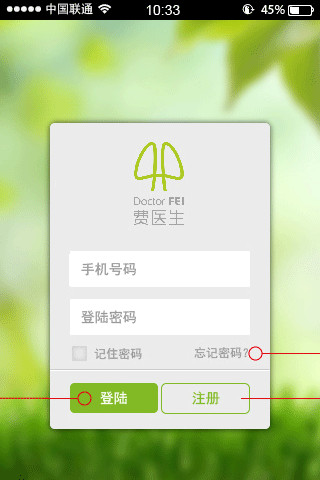 中国联通 10:33 45%
Doctor FEI
费医生
手机号码
登陆密码
记住密码 忘记密码?
登陆 注册